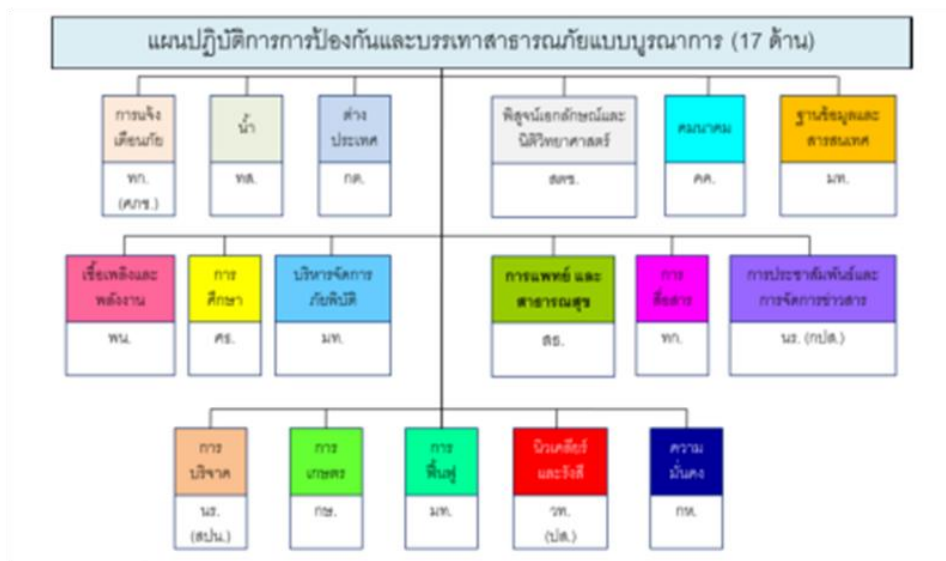 แผนปฏิบัติการการป้องกันและบรรเทาสาธารณภัยแบบบูรณาการ (17 ด้าน)
การแจ้ง
เตือนภัย
ทก.
(ศภช.)
น้ำ
ทส.
ต่าง
ประเทศ
กต.
พิสูจน์เอกลักษณ์และ
นิติวิทยาศาสตร์
สตช.
คมนาคม
คค.
ฐานข้อมูลและ
สารสนเทศ
มท.
เชื้อเพลิงและ
พลังงาน
พน.
การ
ศึกษา
ศธ.
บริหารจัดการ
ภัยพิบัติ
มท.
การแพทย์ และ
สาธารณสุข
สธ.
การ
สื่อสาร
ทก.
การประชาสัมพันธ์และ
การจัดการข่าวสาร
นร. (กปส.)
การ
บริจาค
นร.
(สปน.)
การ
เกษตร
กษ.
การ
ฟื้นฟู
มท.
นิวเคลียร์
และรังสี
วท.
(ปส.)
ความ
มั่นคง
กห.